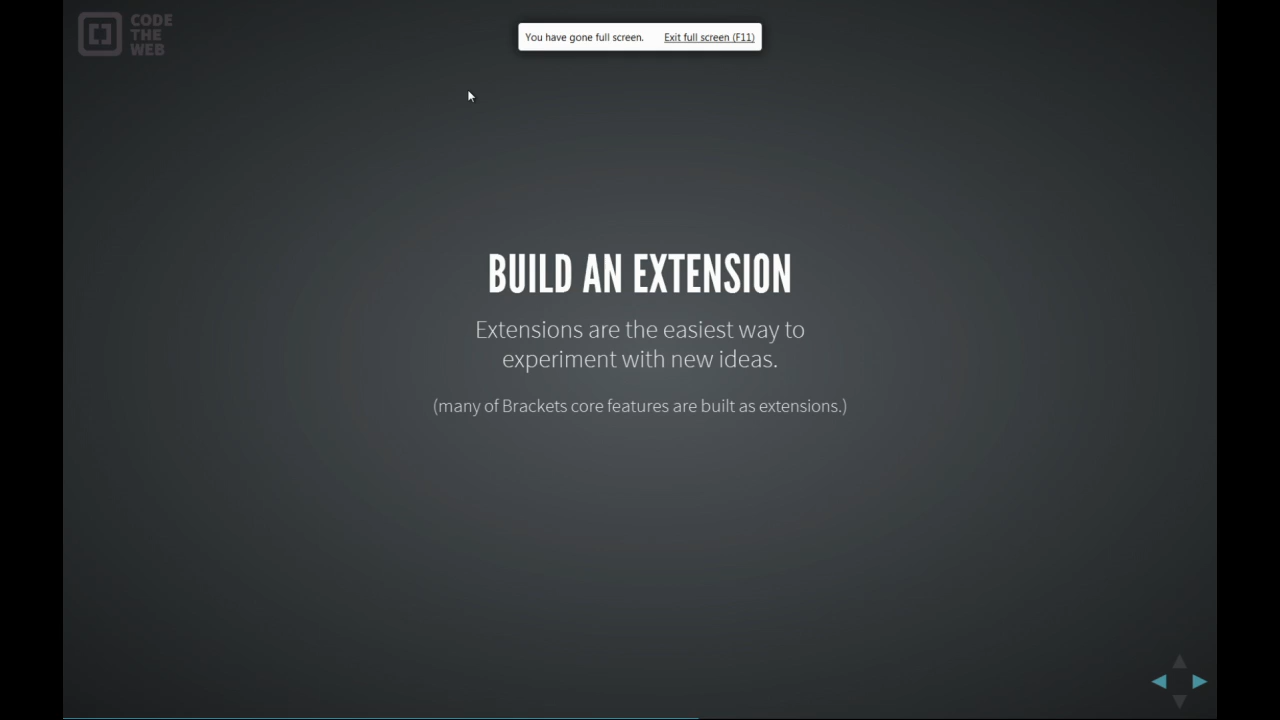 CODE
THE
WEB
You have gone full screen. Exit full screen (F11)
BUILD AN EXTENSION
Extensions are the easiest way to
experiment with new ideas.
(many of Brackets core features are built as extensions.)